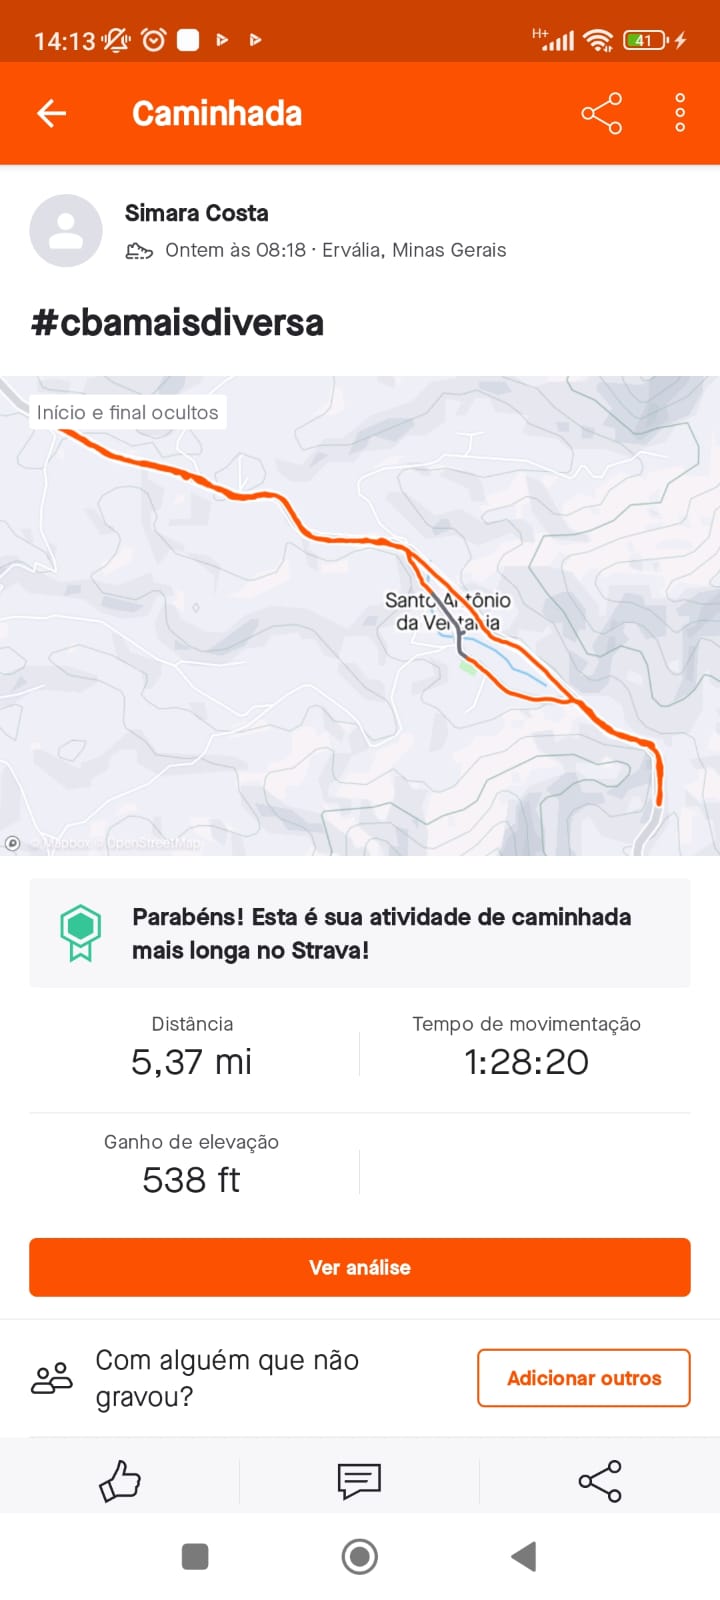 14:13
H+
41
Caminhada
Simara Costa
Ontem às 08:18 · Ervália, Minas Gerais
#cbamaisdiversa
Início e final ocultos
Santo Antônio
da Ventania
© Mapbox © OpenStreetMap
Parabéns! Esta é sua atividade de caminhada
mais longa no Strava!
Distância
5,37 mi
Tempo de movimentação
1:28:20
Ganho de elevação
538 ft
Ver análise
Com alguém que não
gravou?
Adicionar outros